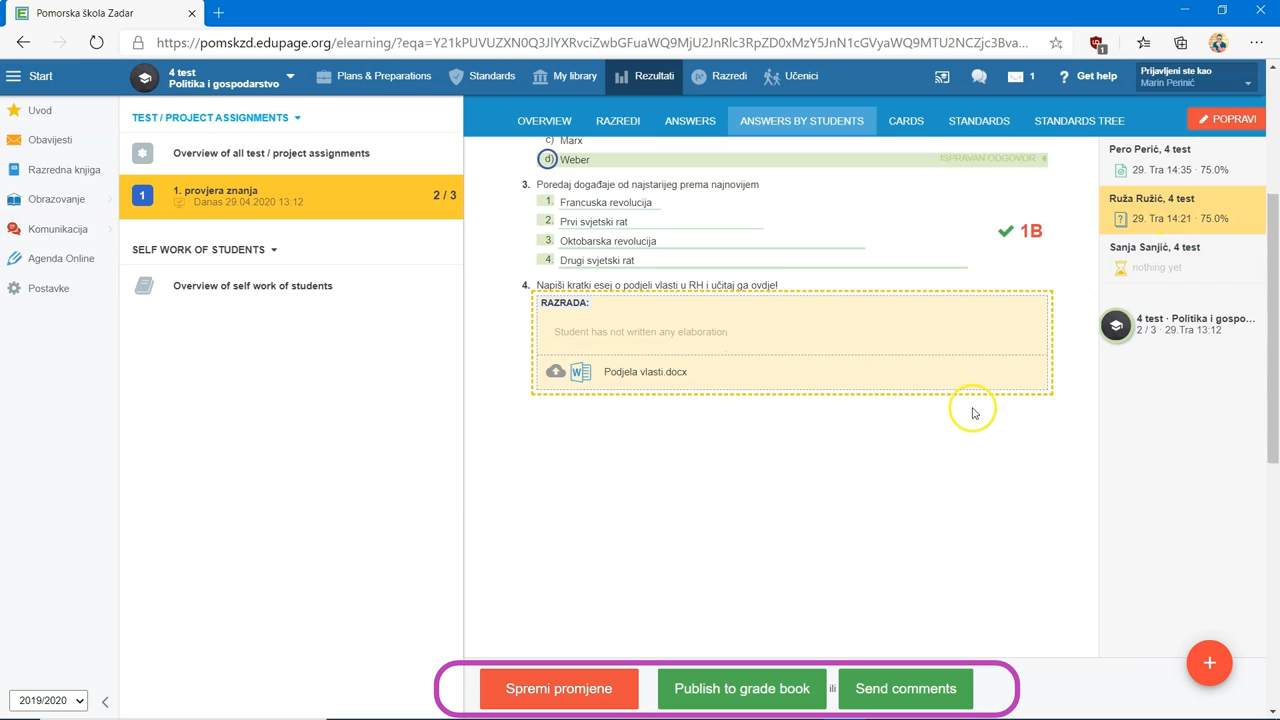 Pomorska škola Zadar
https://pomskzd.edupage.org/elearning/?eqa=Y21kPUVUZXN0Q3JlYXRvciZwbGFuaWQ9MjU2JnRlc3RpZD0xMzY5JnN1cGVyaWQ9MTU2NCZjc3Bva...
1
Start
4 test
Politika i gospodarstvo
Plans & Preparations
Standards
My library
Rezultati
Razredi
Učenici
1
Get help
Prijavljeni ste kao
Marin Perinić
Uvod
Obavijesti
Razredna knjiga
Obrazovanje
Komunikacija
Agenda Online
Postavke
2019/2020
TEST / PROJECT ASSIGNMENTS
Overview of all test / project assignments
1
1. provjera znanja
Danas 29.04.2020 13:12
2 / 3
SELF WORK OF STUDENTS
Overview of self work of students
OVERVIEW
RAZREDI
ANSWERS
ANSWERS BY STUDENTS
CARDS
STANDARDS
STANDARDS TREE
POPRAVI
c) Marx
d) Weber
ISPRAVAN ODGOVOR
3. Poredaj događaje od najstarijeg prema najnovijem
1. Francuska revolucija
2. Prvi svjetski rat
3. Oktobarska revolucija
4. Drugi svjetski rat
1B
4. Napiši kratki esej o podjeli vlasti u RH i učitaj ga ovdje!
RAZRADA:
Student has not written any elaboration
Podjela vlasti.docx
Pero Perić, 4 test
29. Tra 14:35 · 75.0%
Ruža Ružić, 4 test
29. Tra 14:21 · 75.0%
Sanja Sanjić, 4 test
nothing yet
4 test · Politika i gospo...
2 / 3 · 29.Tra 13:12
Spremi promjene
Publish to grade book
ili
Send comments